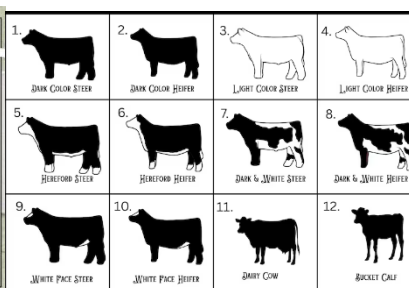 1.
2.
3.
4.
Dark Color Steer
Dark Color Heifer
Light Color Steer
Light Color Heifer
5.
6.
7.
8.
Hereford Steer
Hereford Heifer
Dark & White Steer
Dark & White Heifer
9.
10.
11.
12.
White Face Steer
White Face Heifer
Dairy Cow
Bucket Calf